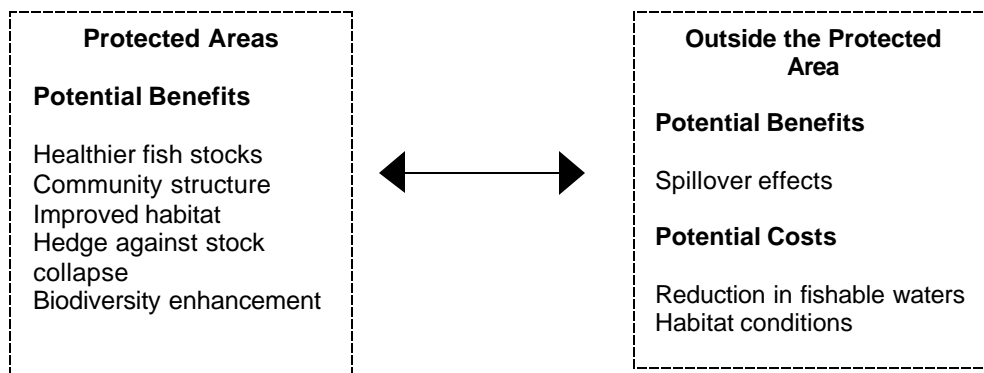 Protected Areas
Potential Benefits
Healthier fish stocks
Community structure
Improved habitat
Hedge against stock
collapse
Biodiversity enhancement
Outside the Protected
Area
Potential Benefits
Spillover effects
Potential Costs
Reduction in fishable waters
Habitat conditions